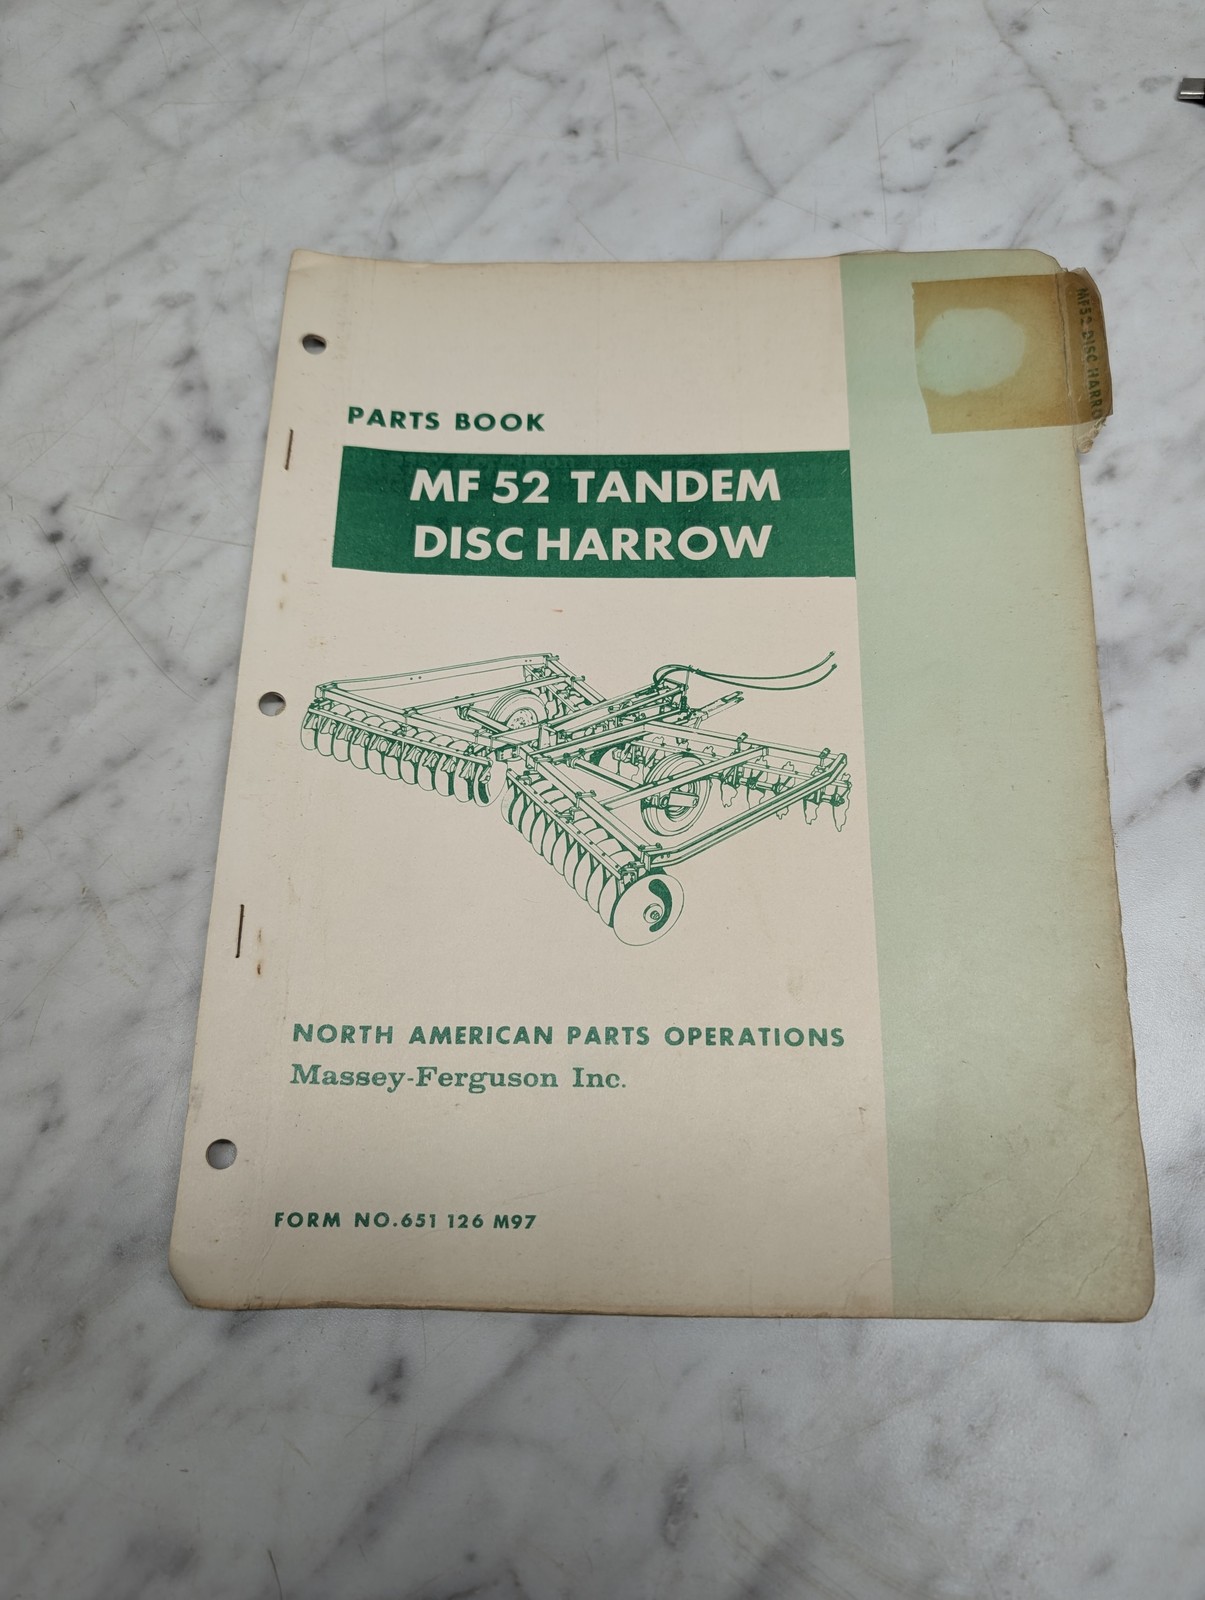 PARTS BOOK
MF 52 TANDEM
DISC HARROW
NORTH AMERICAN PARTS OPERATIONS
Massey-Ferguson Inc.
FORM NO. 651 126 M97
MF52 DISC HARROW